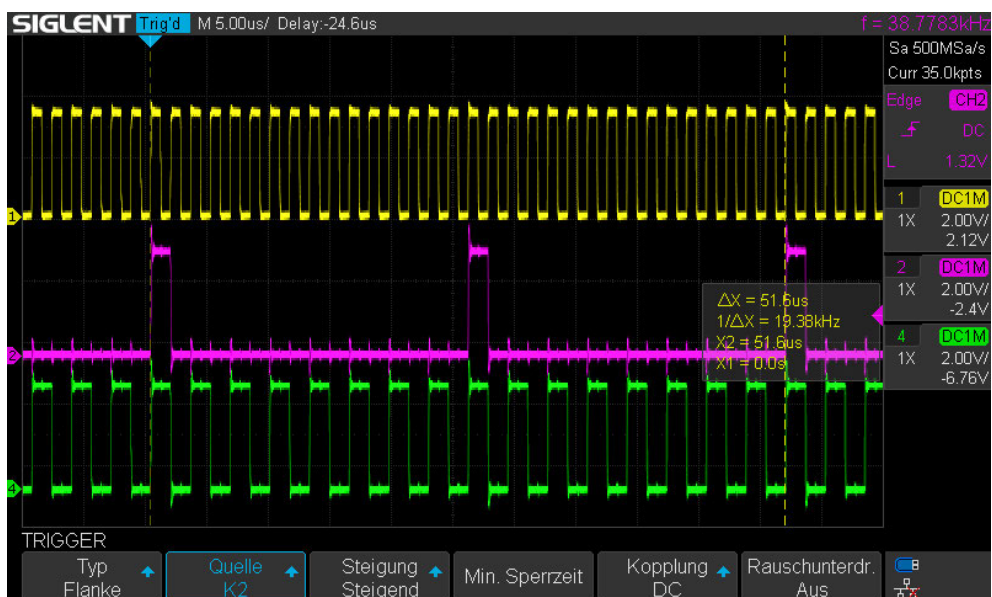 SIGLENT Trig'd M 5.00us/ Delay:-24.6us f = 38.7783kHz
Sa 500MSa/s
Curr 35.0kpts
Edge CH2
DC
L 1.32V
1 DC1M
1X 2.00V/
2.12V
2 DC1M
1X 2.00V/
-2.4V
4 DC1M
1X 2.00V/
-6.76V
1
2
4
ΔX = 51.6us
1/ΔX = 19.38kHz
X2 = 51.6us
X1 = 0.0s
TRIGGER
Typ Quelle Steigung Min. Sperrzeit Kopplung Rauschunterdr.
Flanke K2 Steigend DC Aus